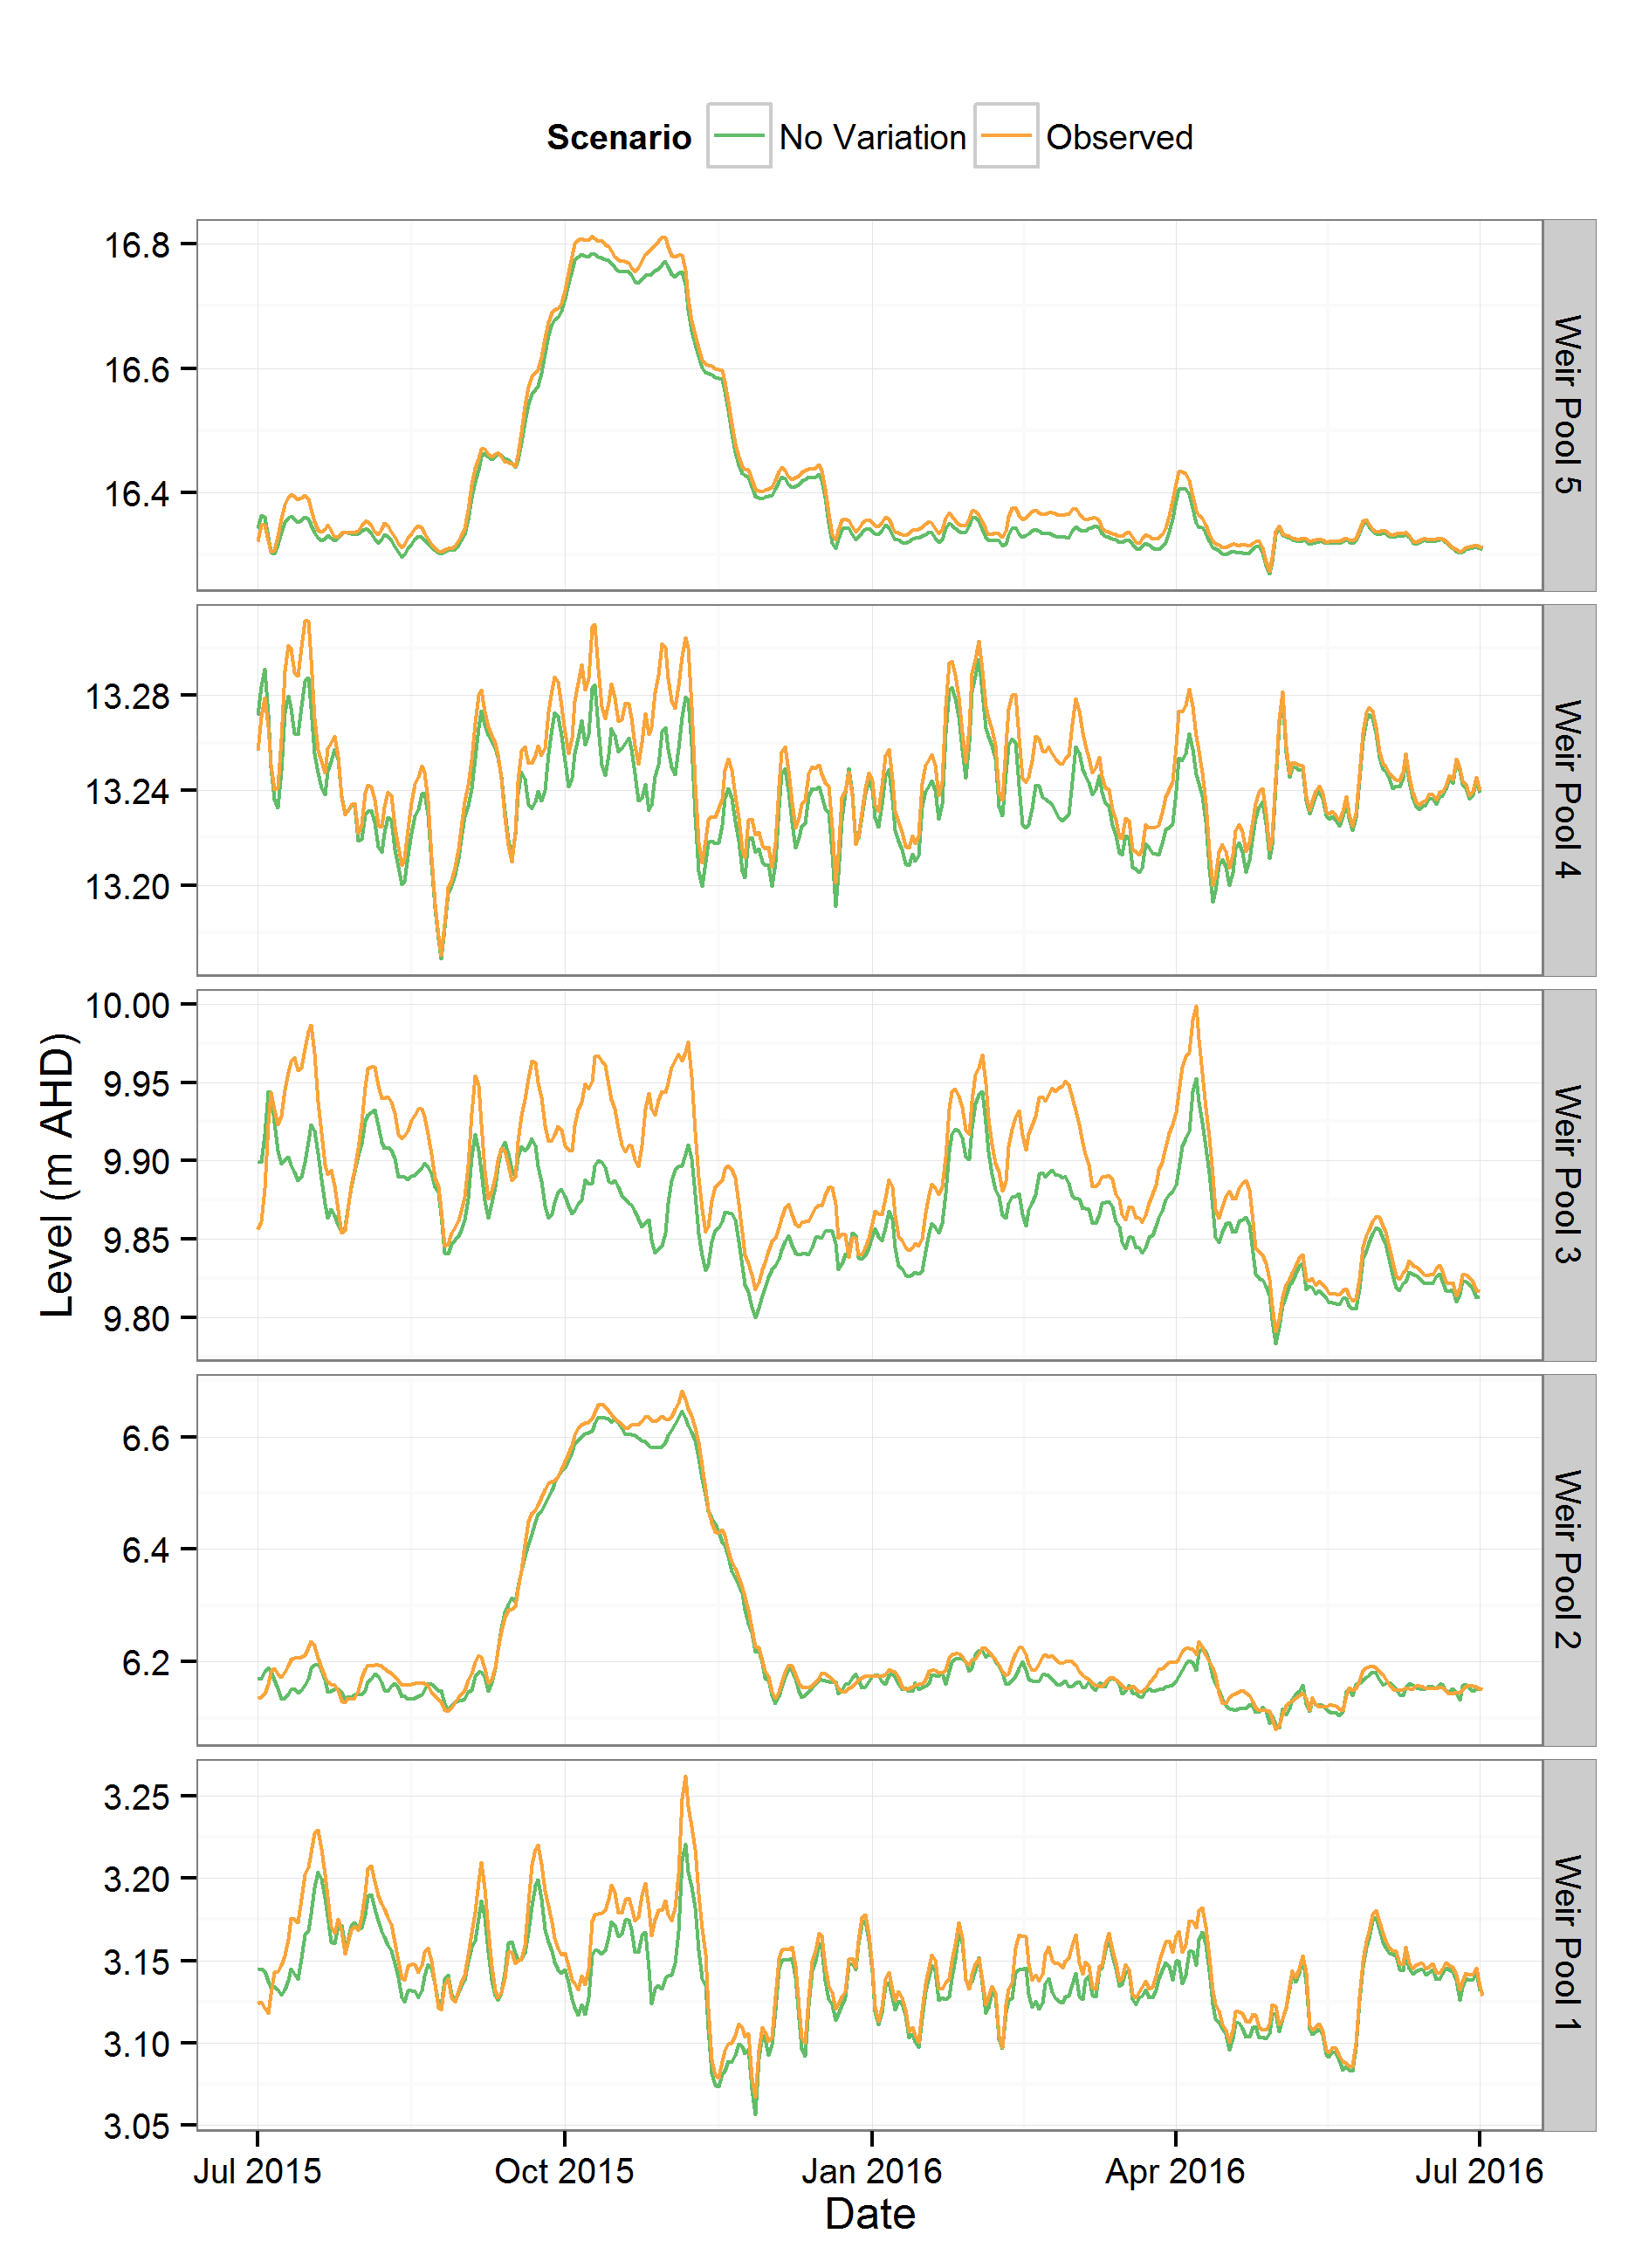 Scenario No Variation Observed
16.8
16.6
16.4
Weir Pool 5
13.28
13.24
13.20
Weir Pool 4
10.00
9.95
9.90
9.85
9.80
Weir Pool 3
Level (m AHD)
6.6
6.4
6.2
Weir Pool 2
3.25
3.20
3.15
3.10
3.05
Weir Pool 1
Jul 2015 Oct 2015 Jan 2016 Apr 2016 Jul 2016
Date